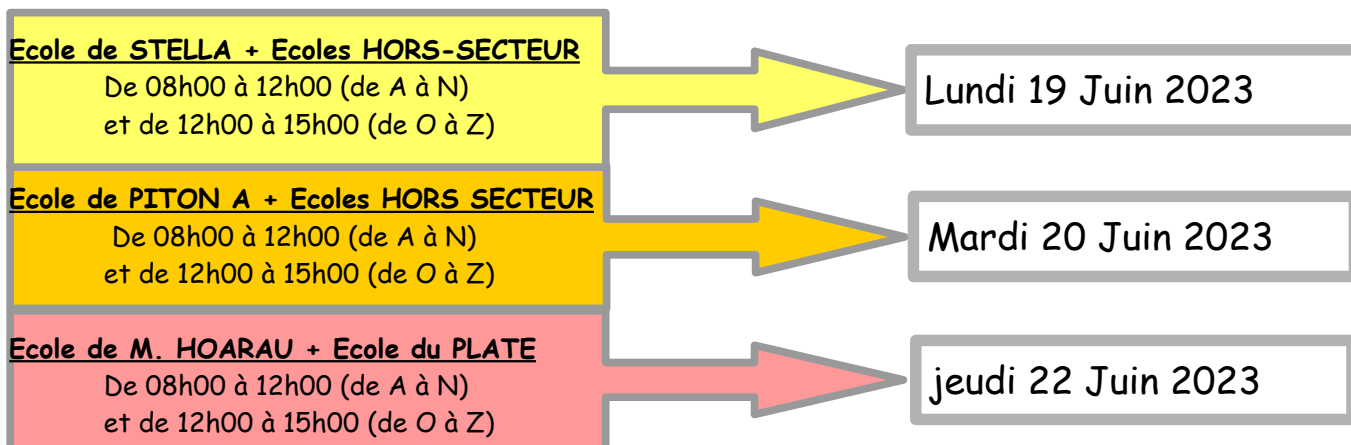 Ecole de STELLA + Ecoles HORS-SECTEUR
De 08h00 à 12h00 (de A à N)
et de 12h00 à 15h00 (de O à Z)
Lundi 19 Juin 2023
Ecole de PITON A + Ecoles HORS SECTEUR
De 08h00 à 12h00 (de A à N)
et de 12h00 à 15h00 (de O à Z)
Mardi 20 Juin 2023
Ecole de M. HOARAU + Ecole du PLATE
De 08h00 à 12h00 (de A à N)
et de 12h00 à 15h00 (de O à Z)
jeudi 22 Juin 2023